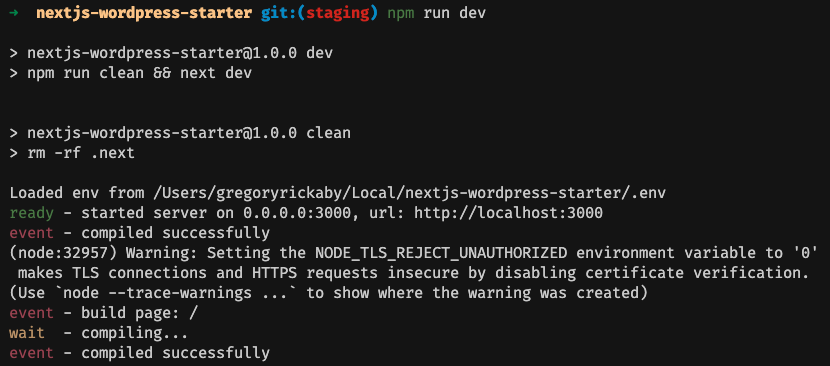 ➜  nextjs-wordpress-starter git:(staging) npm run dev
> nextjs-wordpress-starter@1.0.0 dev
> npm run clean && next dev
> nextjs-wordpress-starter@1.0.0 clean
> rm -rf .next
Loaded env from /Users/gregoryrickaby/Local/nextjs-wordpress-starter/.env
ready - started server on 0.0.0.0:3000, url: http://localhost:3000
event - compiled successfully
(node:32957) Warning: Setting the NODE_TLS_REJECT_UNAUTHORIZED environment variable to '0'
makes TLS connections and HTTPS requests insecure by disabling certificate verification.
(Use `node --trace-warnings ...` to show where the warning was created)
event - build page: /
wait  - compiling...
event - compiled successfully